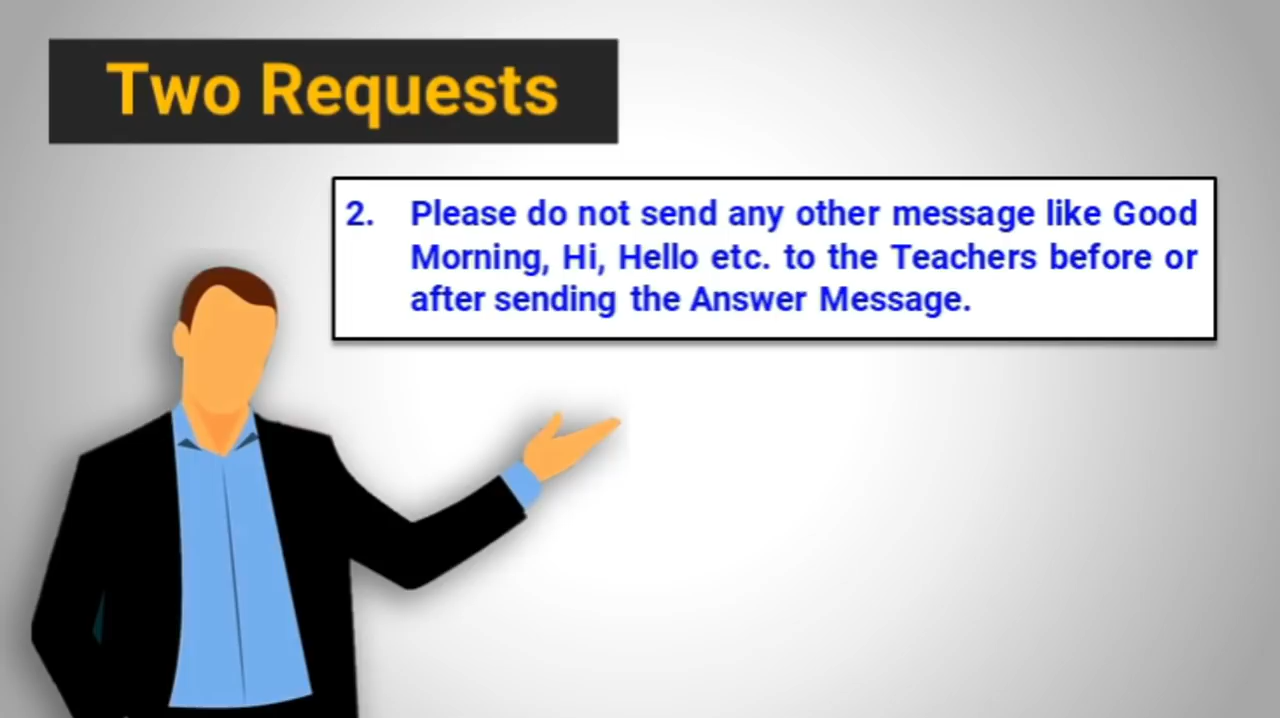 Two Requests
2. Please do not send any other message like Good
Morning, Hi, Hello etc. to the Teachers before or
after sending the Answer Message.